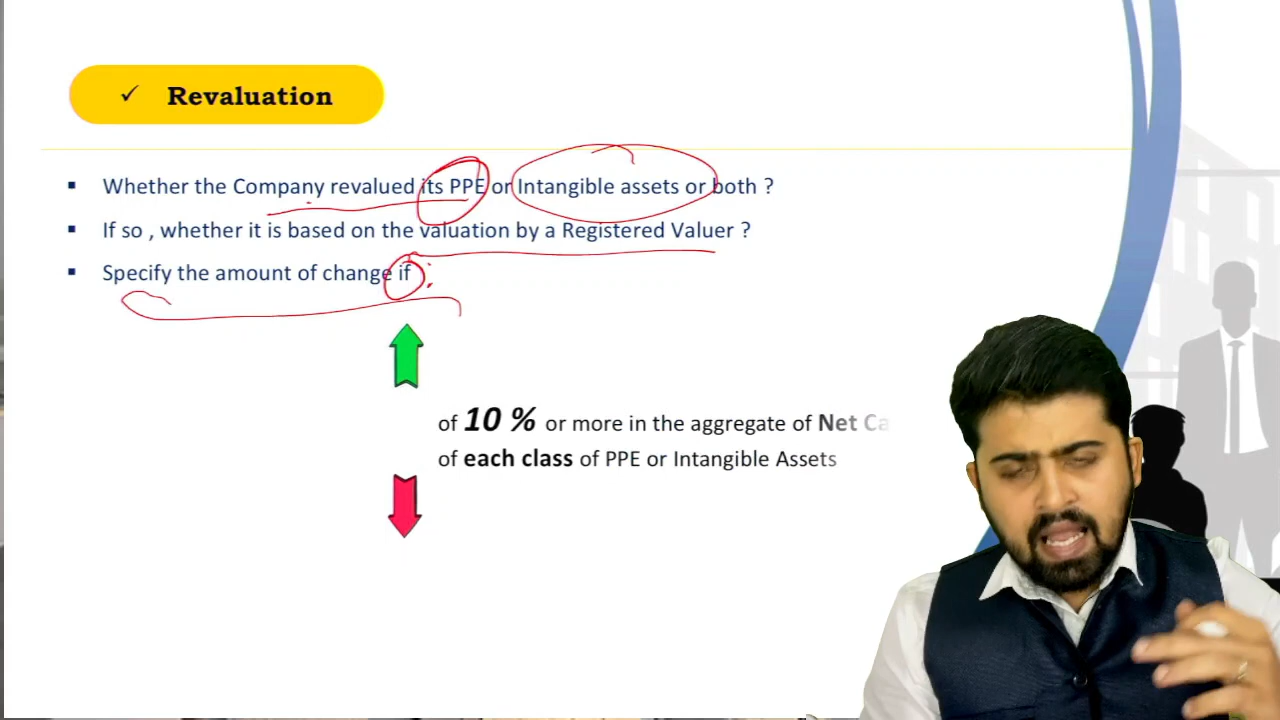 ✓ Revaluation
▪ Whether the Company revalued its PPE or Intangible assets or both ?
▪ If so , whether it is based on the valuation by a Registered Valuer ?
▪ Specify the amount of change if :
of 10 % or more in the aggregate of Net
of each class of PPE or Intangible Assets